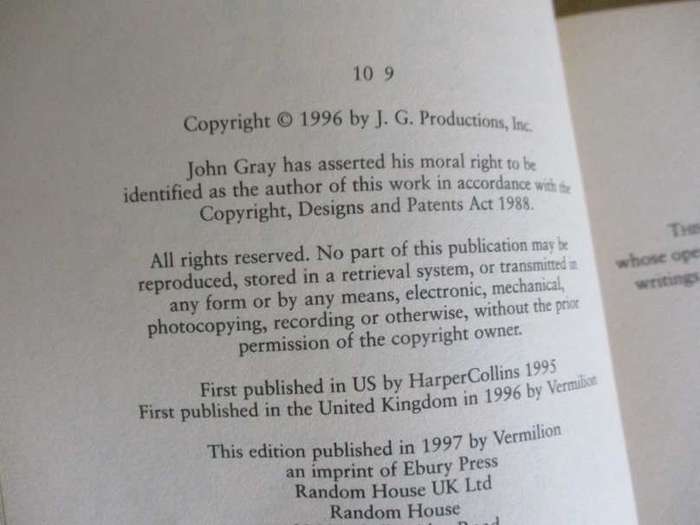 10 9
Copyright © 1996 by J. G. Productions, Inc.
John Gray has asserted his moral right to be
identified as the author of this work in accordance with the
Copyright, Designs and Patents Act 1988.
All rights reserved. No part of this publication may be
reproduced, stored in a retrieval system, or transmitted in
any form or by any means, electronic, mechanical,
photocopying, recording or otherwise, without the prior
permission of the copyright owner.
First published in US by HarperCollins 1995
First published in the United Kingdom in 1996 by Vermilion
This edition published in 1997 by Vermilion
an imprint of Ebury Press
Random House UK Ltd
Random House
whose
writings